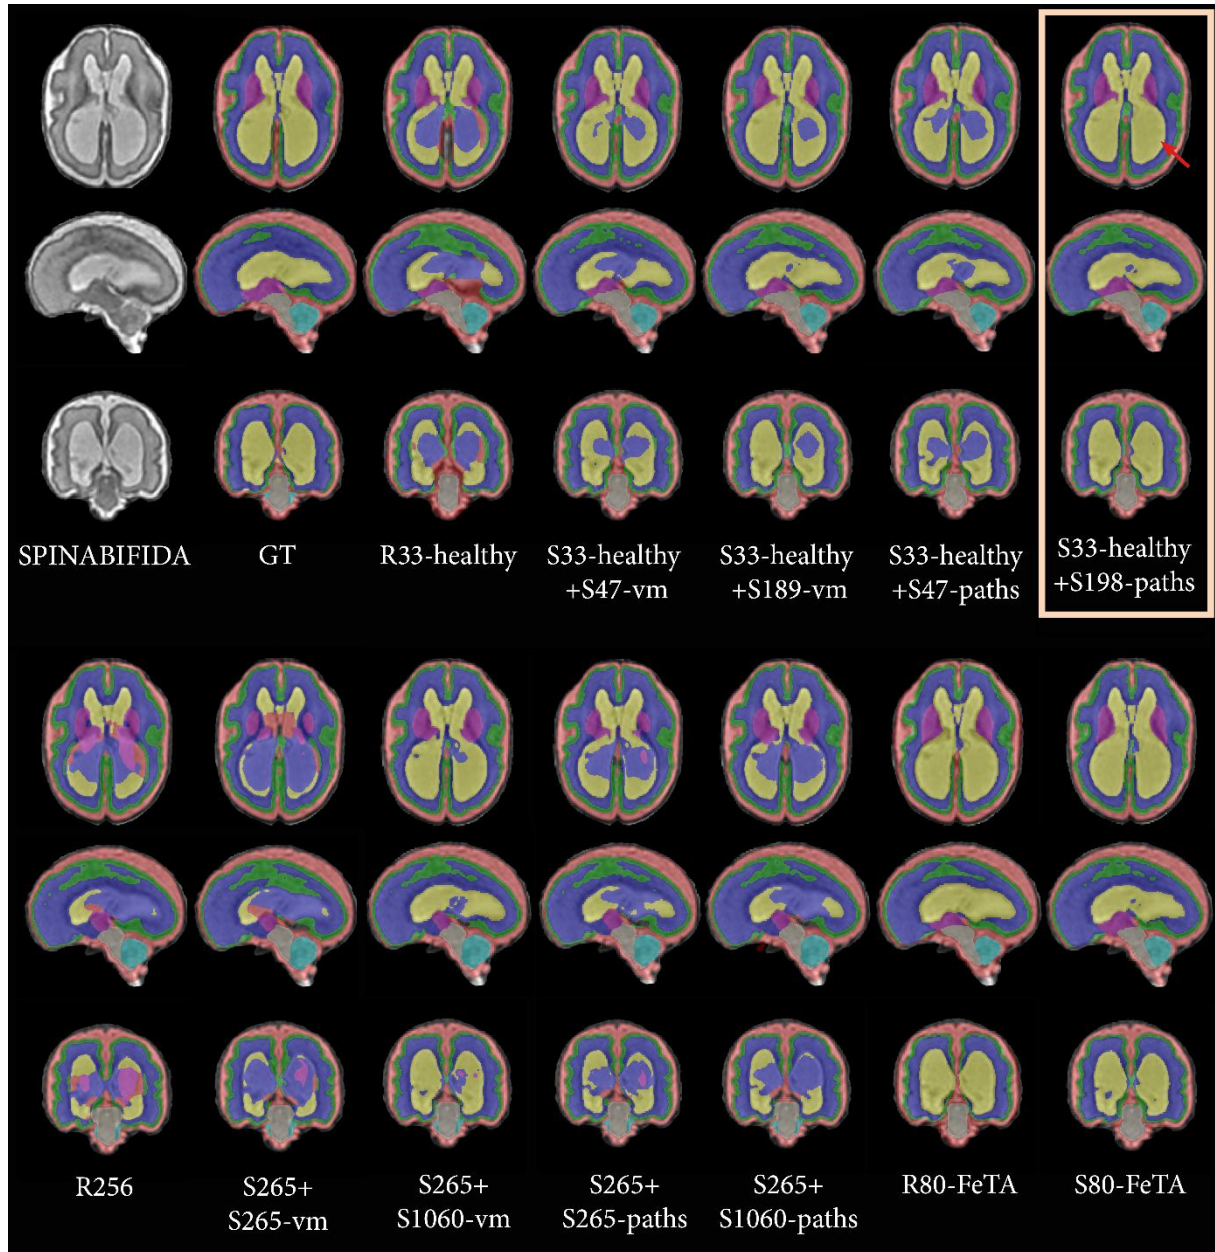 SPINABIFIDA
GT
R33-healthy
S33-healthy
+S47-vm
S33-healthy
+S189-vm
S33-healthy
+S47-paths
S33-healthy
+S198-paths
R256
S265+
S265-vm
S265+
S1060-vm
S265+
S265-paths
S265+
S1060-paths
R80-FeTA
S80-FeTA